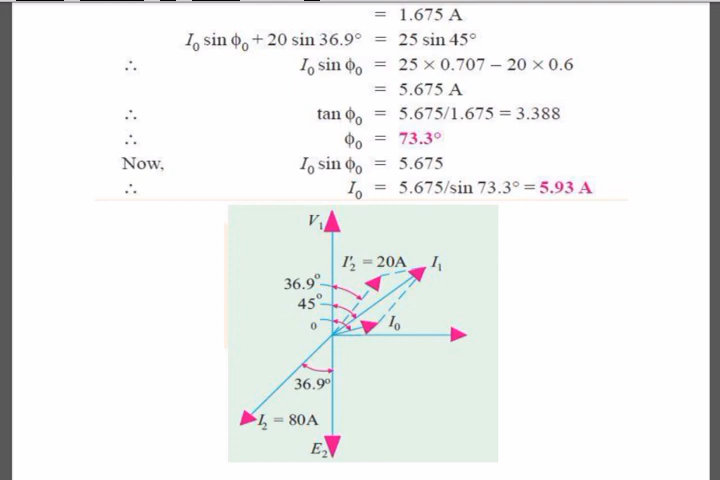 = 1.675 A
I₀ sin ϕ₀ + 20 sin 36.9° = 25 sin 45°
∴ I₀ sin ϕ₀ = 25 × 0.707 – 20 × 0.6
= 5.675 A
∴ tan ϕ₀ = 5.675/1.675 = 3.388
∴ ϕ₀ = 73.3°
Now, I₀ sin ϕ₀ = 5.675
∴ I₀ = 5.675/sin 73.3° = 5.93 A
V₁
I′₂ = 20A
I₁
36.9°
45°
0
I₀
36.9°
I₂ = 80A
E₂